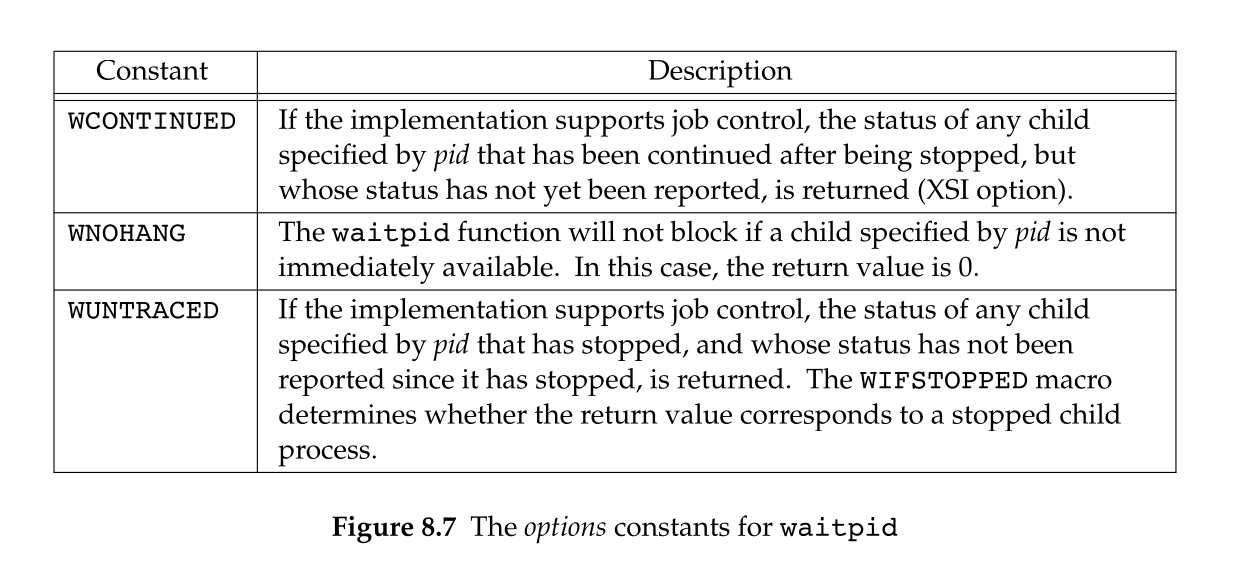 Constant Description
WCONTINUED If the implementation supports job control, the status of any child
specified by pid that has been continued after being stopped, but
whose status has not yet been reported, is returned (XSI option).
WNOHANG The waitpid function will not block if a child specified by pid is not
immediately available. In this case, the return value is 0.
WUNTRACED If the implementation supports job control, the status of any child
specified by pid that has stopped, and whose status has not been
reported since it has stopped, is returned. The WIFSTOPPED macro
determines whether the return value corresponds to a stopped child
process.
Figure 8.7 The options constants for waitpid